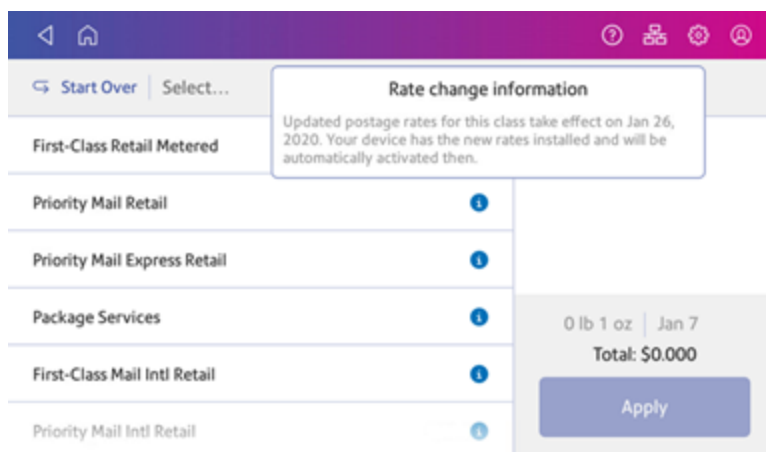 Start Over
Select...
Rate change information
Updated postage rates for this class take effect on Jan 26,
2020. Your device has the new rates installed and will be
automatically activated then.
First-Class Retail Metered
Priority Mail Retail
Priority Mail Express Retail
Package Services
First-Class Mail Intl Retail
Priority Mail Intl Retail
0 lb 1 oz
Jan 7
Total: $0.000
Apply